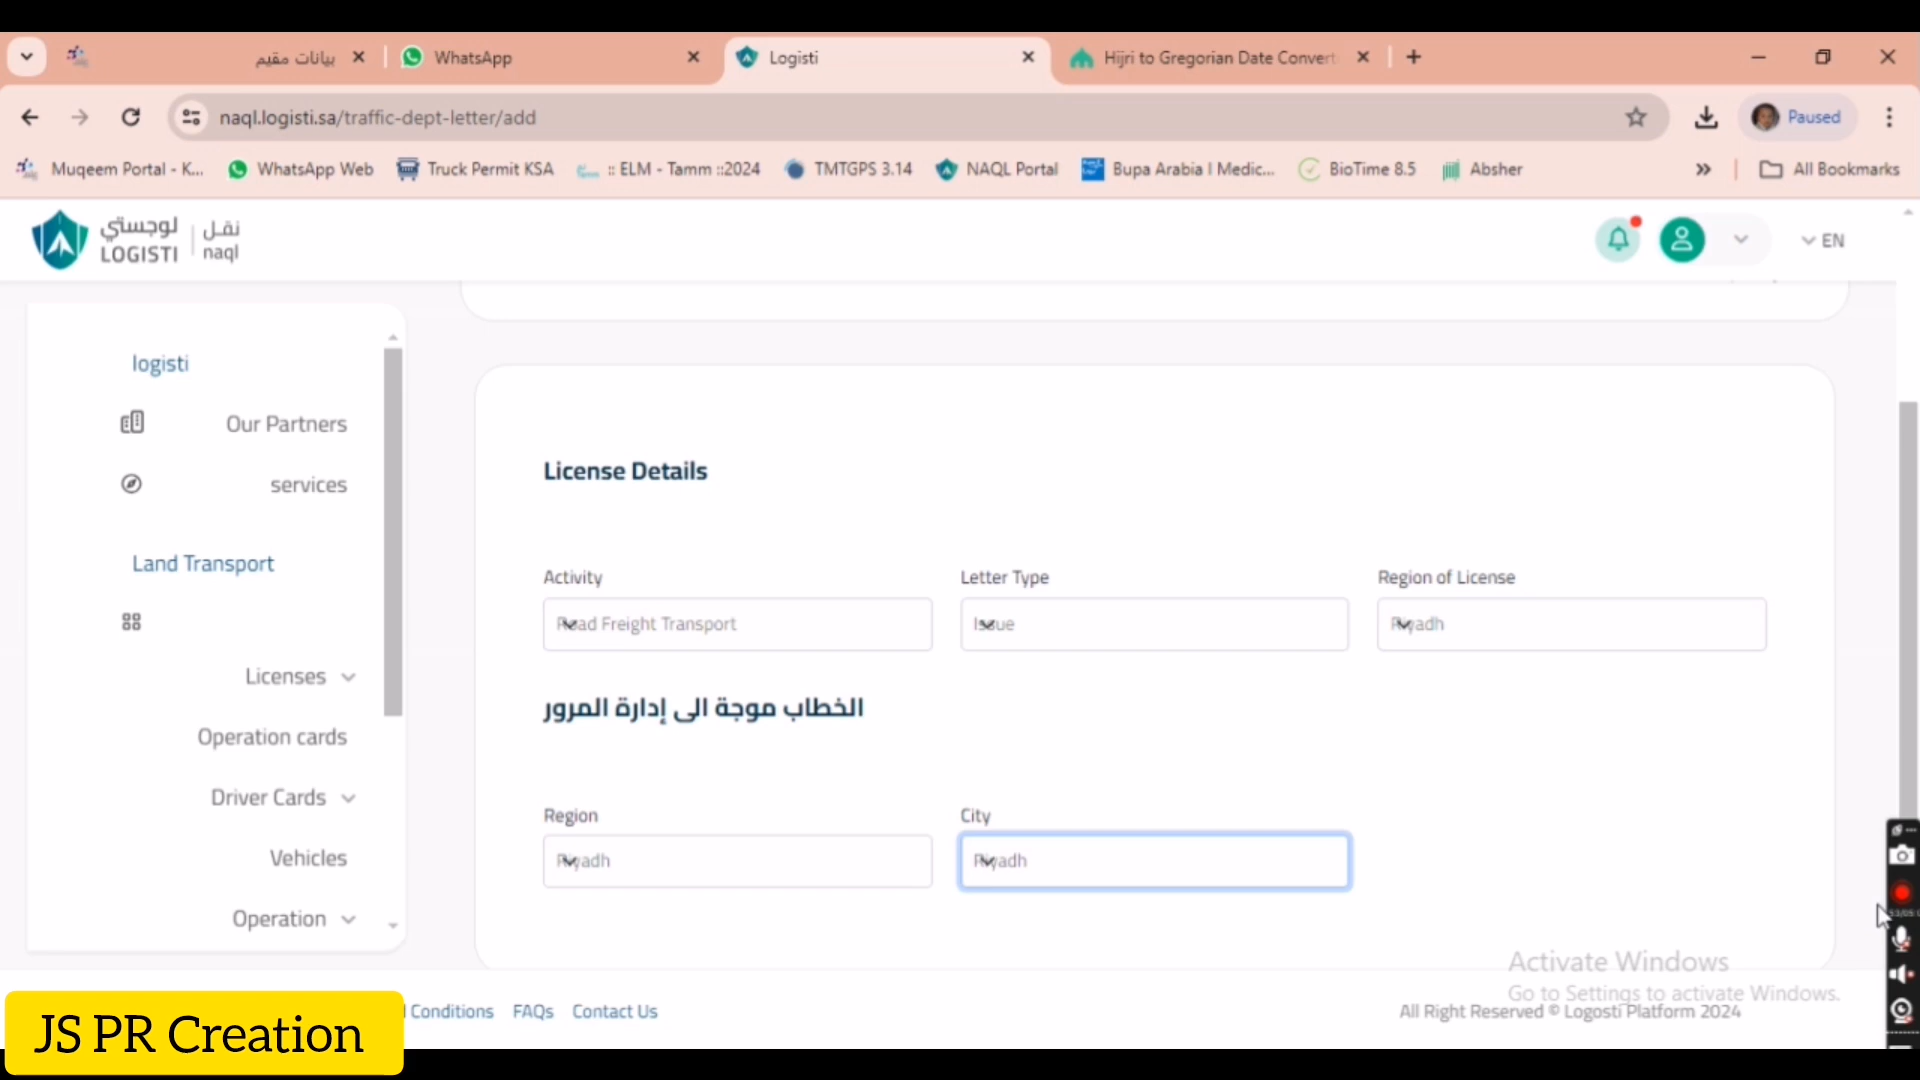 بيانات مقيم
WhatsApp
Logisti
Hijri to Gregorian Date Convert
naql.logisti.sa/traffic-dept-letter/add
Paused
Muqeem Portal - K...
WhatsApp Web
Truck Permit KSA
:: ELM - Tamm ::2024
TMTGPS 3.14
NAQL Portal
Bupa Arabia I Medic...
BioTime 8.5
Absher
All Bookmarks
لوجستي
LOGISTI
نقل
naql
EN
logisti
Our Partners
services
Land Transport
Licenses
Operation cards
Driver Cards
Vehicles
Operation
License Details
Activity
Letter Type
Region of License
Road Freight Transport
Issue
Riyadh
الخطاب موجة الى إدارة المرور
Region
City
Riyadh
Riyadh
Activate Windows
Go to Settings to activate Windows.
Conditions
FAQs
Contact Us
All Right Reserved © Logosti Platform 2024
JS PR Creation